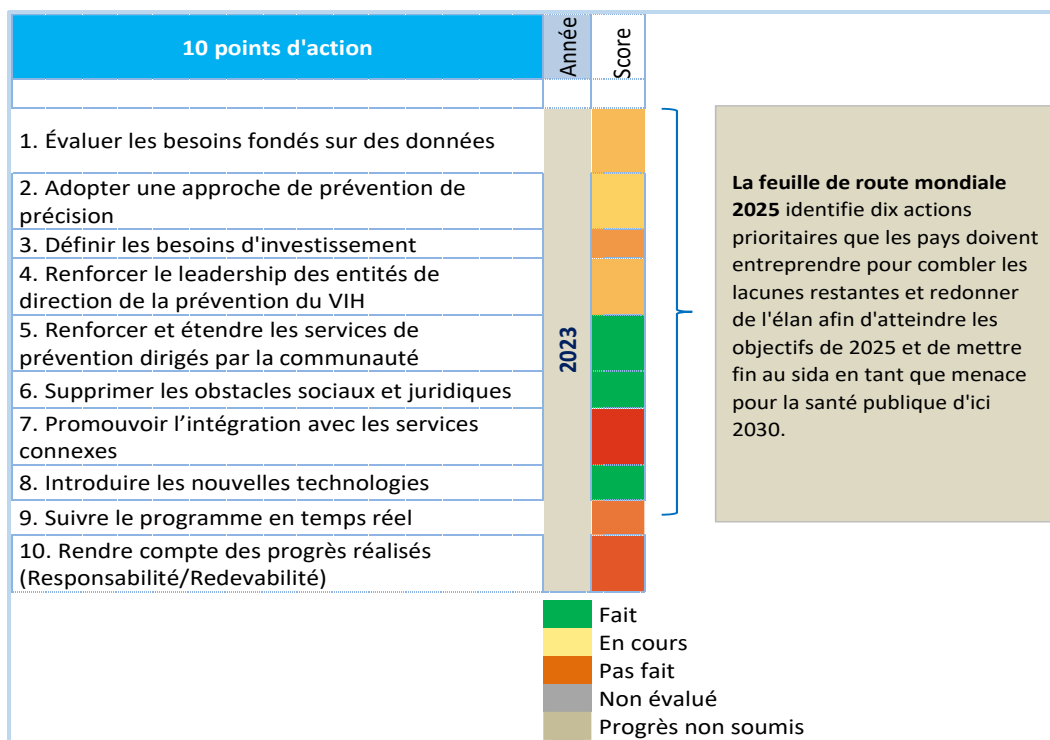 10 points d'action
Année
Score
1. Évaluer les besoins fondés sur des données
2. Adopter une approche de prévention de
précision
3. Définir les besoins d'investissement
4. Renforcer le leadership des entités de
direction de la prévention du VIH
5. Renforcer et étendre les services de
prévention dirigés par la communauté
6. Supprimer les obstacles sociaux et juridiques
7. Promouvoir l’intégration avec les services
connexes
8. Introduire les nouvelles technologies
9. Suivre le programme en temps réel
10. Rendre compte des progrès réalisés
(Responsabilité/Redevabilité)
2023
La feuille de route mondiale
2025 identifie dix actions
prioritaires que les pays doivent
entreprendre pour combler les
lacunes restantes et redonner
de l'élan afin d'atteindre les
objectifs de 2025 et de mettre
fin au sida en tant que menace
pour la santé publique d'ici
2030.
Fait
En cours
Pas fait
Non évalué
Progrès non soumis